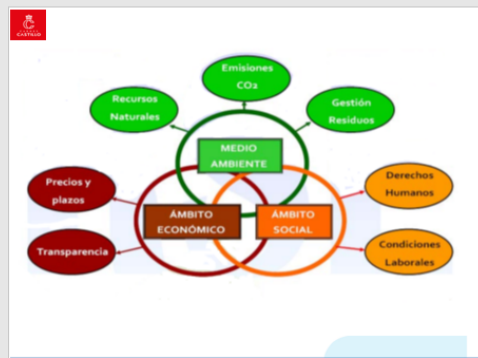 CASTILLO
Emisiones
CO2
Recursos
Naturales
Gestión
Residuos
MEDIO
AMBIENTE
Precios y
plazos
Derechos
Humanos
ÁMBITO
ECONÓMICO
ÁMBITO
SOCIAL
Transparencia
Condiciones
Laborales